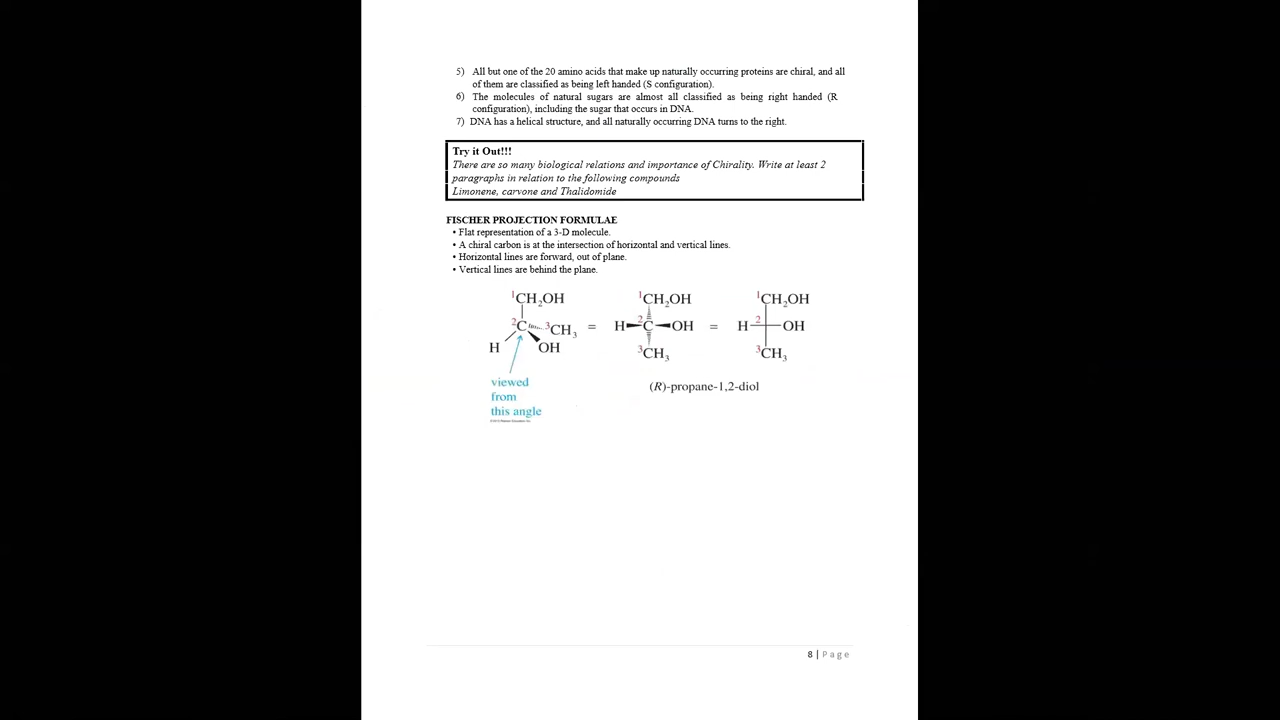 5) All but one of the 20 amino acids that make up naturally occurring proteins are chiral, and all
of them are classified as being left handed (S configuration).
6) The molecules of natural sugars are almost all classified as being right handed (R
configuration), including the sugar that occurs in DNA.
7) DNA has a helical structure, and all naturally occurring DNA turns to the right.
Try it Out!!!
There are so many biological relations and importance of Chirality. Write at least 2
paragraphs in relation to the following compounds
Limonene, carvone and Thalidomide
FISCHER PROJECTION FORMULAE
• Flat representation of a 3-D molecule.
• A chiral carbon is at the intersection of horizontal and vertical lines.
• Horizontal lines are forward, out of plane.
• Vertical lines are behind the plane.
1CH2OH 1CH2OH 1CH2OH
2C 3CH3 = H 2C OH = H 2 OH
H OH 3CH3 3CH3
viewed
from
this angle
(R)-propane-1,2-diol
8 | Page